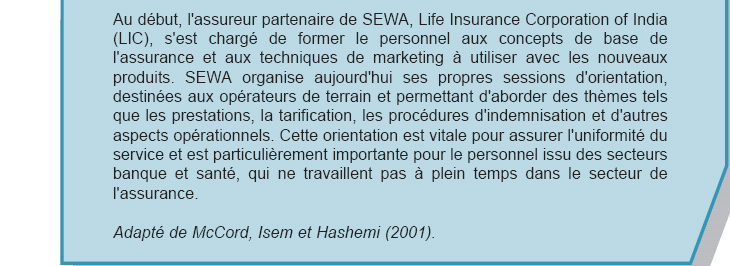 Au début, l'assureur partenaire de SEWA, Life Insurance Corporation of India
(LIC), s'est chargé de former le personnel aux concepts de base de
l'assurance et aux techniques de marketing à utiliser avec les nouveaux
produits. SEWA organise aujourd'hui ses propres sessions d'orientation,
destinées aux opérateurs de terrain et permettant d'aborder des thèmes tels
que les prestations, la tarification, les procédures d'indemnisation et d'autres
aspects opérationnels. Cette orientation est vitale pour assurer l'uniformité du
service et est particulièrement importante pour le personnel issu des secteurs
banque et santé, qui ne travaillent pas à plein temps dans le secteur de
l'assurance.
Adapté de McCord, Isem et Hashemi (2001).